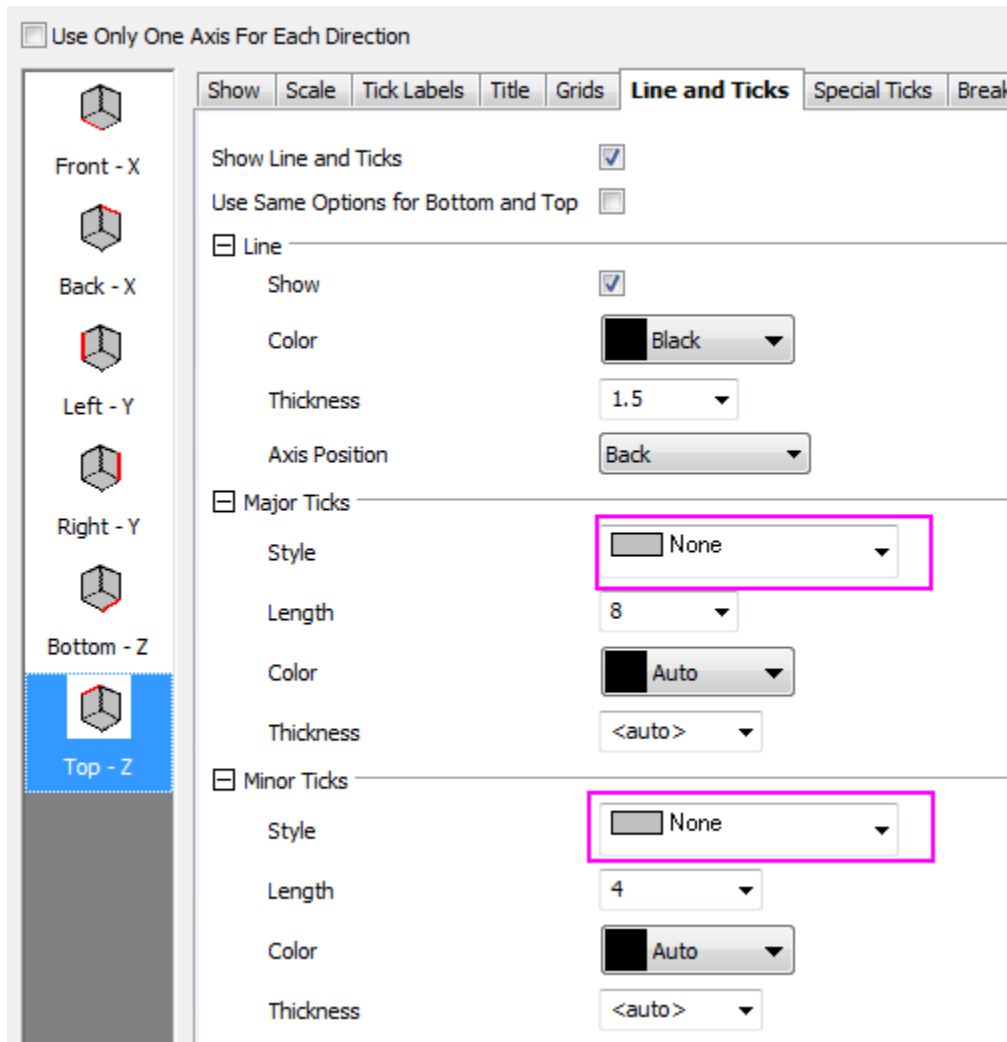 Use Only One Axis For Each Direction
Show Scale Tick Labels Title Grids Line and Ticks Special Ticks Break
Front - X
Back - X
Left - Y
Right - Y
Bottom - Z
Top - Z
Show Line and Ticks
Use Same Options for Bottom and Top
Line
Show
Color Black
Thickness 1.5
Axis Position Back
Major Ticks
Style None
Length 8
Color Auto
Thickness <auto>
Minor Ticks
Style None
Length 4
Color Auto
Thickness <auto>